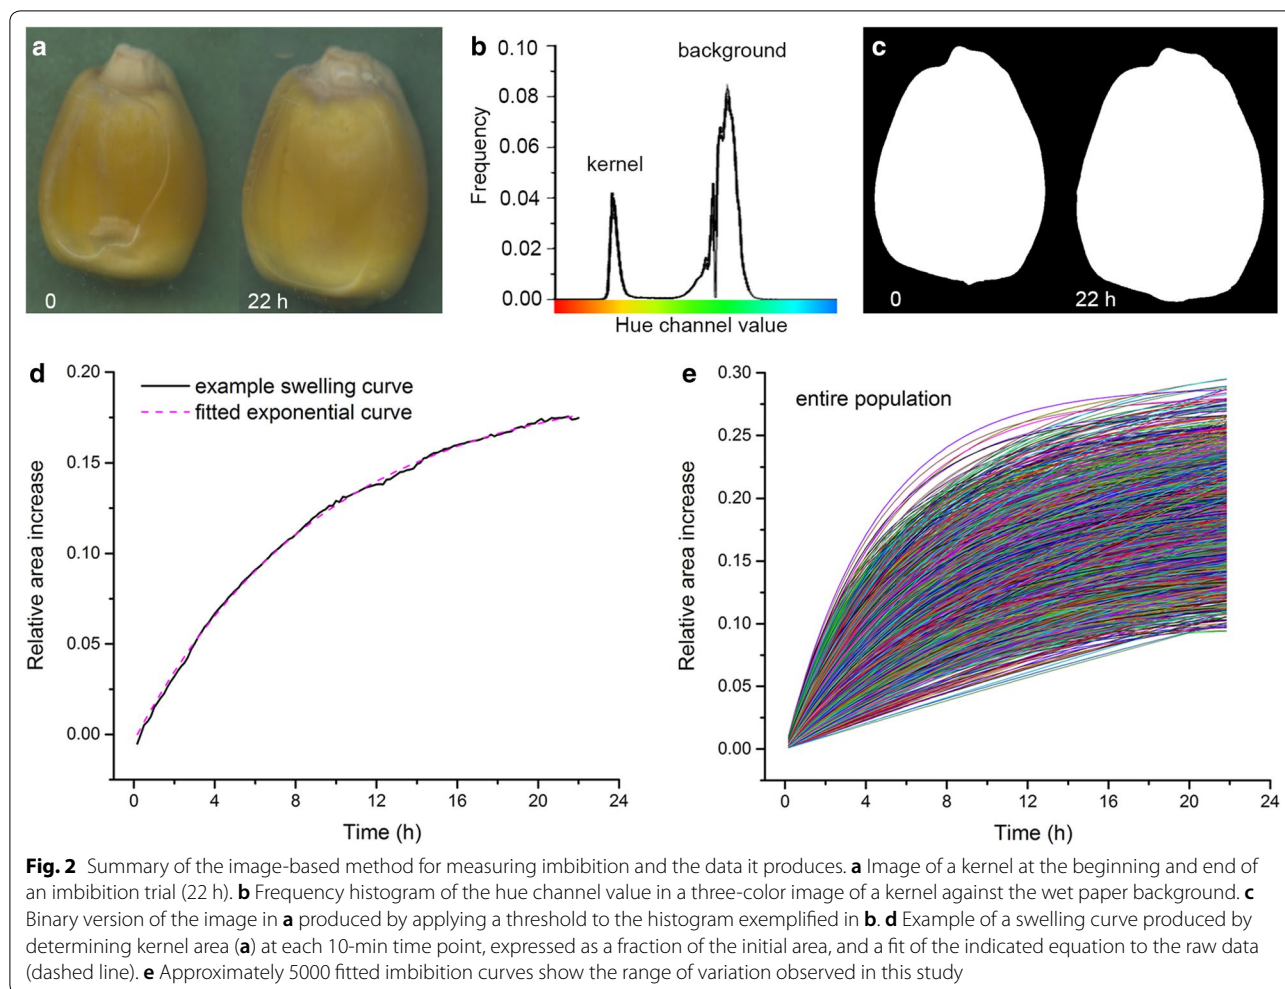 a
0
22 h
b
0.10
0.08
0.06
0.04
0.02
0.00
Frequency
kernel
background
Hue channel value
c
0
22 h
d
0.20
0.15
0.10
0.05
0.00
Relative area increase
example swelling curve
fitted exponential curve
0 4 8 12 16 20 24
Time (h)
e
0.30
0.25
0.20
0.15
0.10
0.05
0.00
Relative area increase
entire population
0 4 8 12 16 20 24
Time (h)
Fig. 2 Summary of the image-based method for measuring imbibition and the data it produces. a Image of a kernel at the beginning and end of
an imbibition trial (22 h). b Frequency histogram of the hue channel value in a three-color image of a kernel against the wet paper background. c
Binary version of the image in a produced by applying a threshold to the histogram exemplified in b. d Example of a swelling curve produced by
determining kernel area (a) at each 10-min time point, expressed as a fraction of the initial area, and a fit of the indicated equation to the raw data
(dashed line). e Approximately 5000 fitted imbibition curves show the range of variation observed in this study